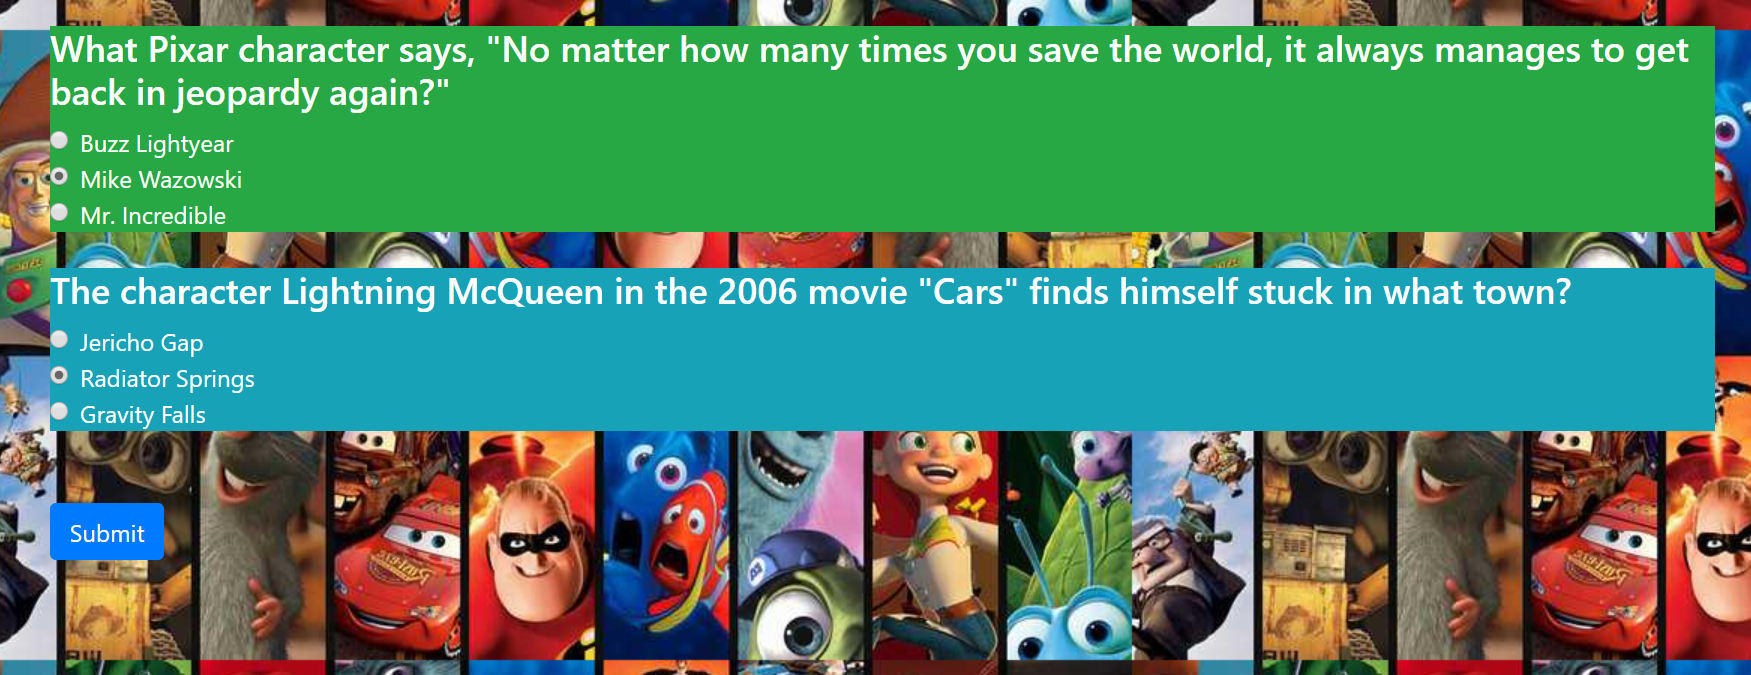 What Pixar character says, "No matter how many times you save the world, it always manages to get
back in jeopardy again?"
Buzz Lightyear
Mike Wazowski
Mr. Incredible
The character Lightning McQueen in the 2006 movie "Cars" finds himself stuck in what town?
Jericho Gap
Radiator Springs
Gravity Falls
Submit